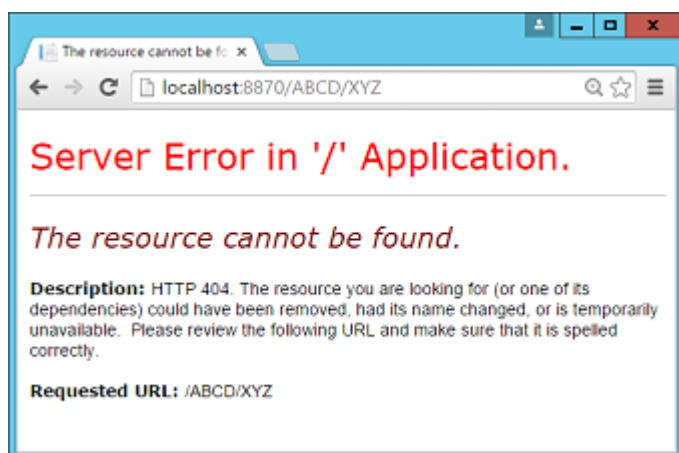 The resource cannot be fo
localhost:8870/ABCD/XYZ
Server Error in '/' Application.
The resource cannot be found.
Description: HTTP 404. The resource you are looking for (or one of its
dependencies) could have been removed, had its name changed, or is temporarily
unavailable.  Please review the following URL and make sure that it is spelled
correctly.
Requested URL: /ABCD/XYZ